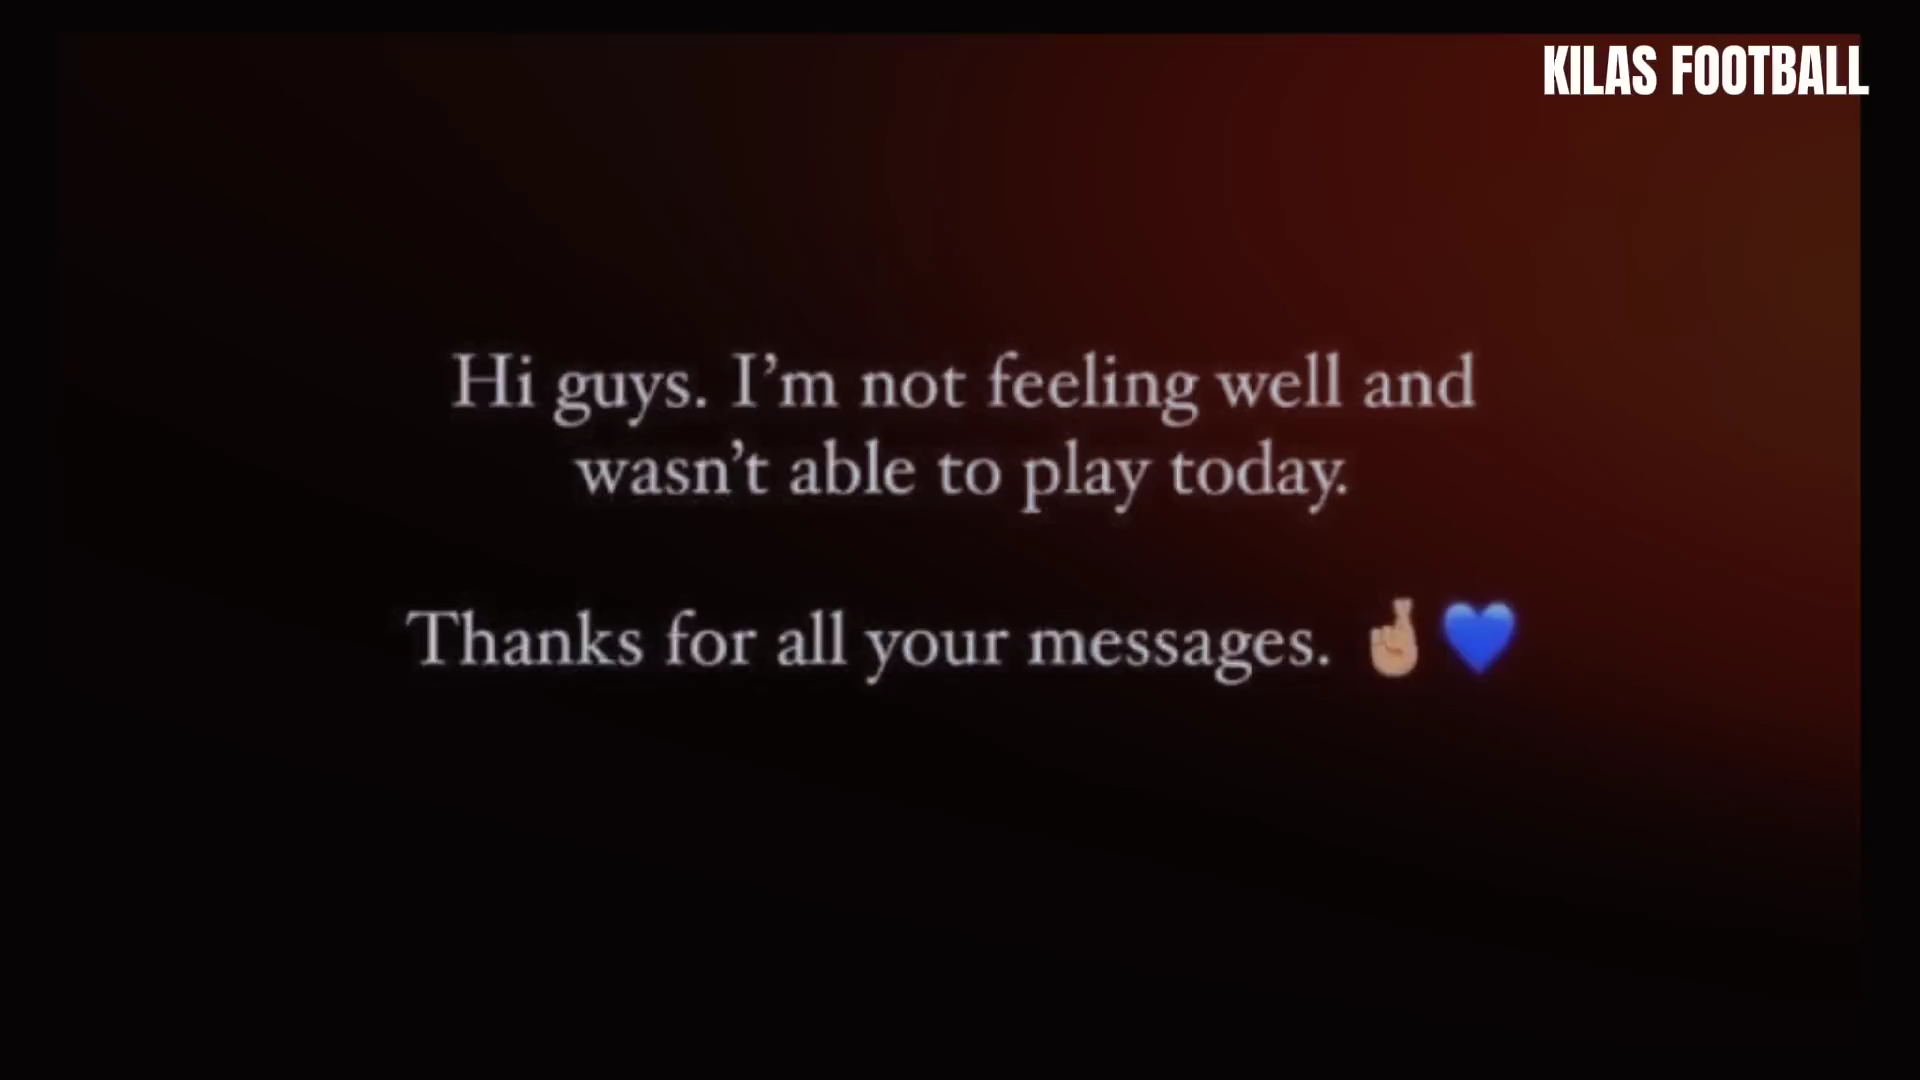 KILAS FOOTBALL
Hi guys. I’m not feeling well and
wasn’t able to play today.
Thanks for all your messages. 🤞🏼💙